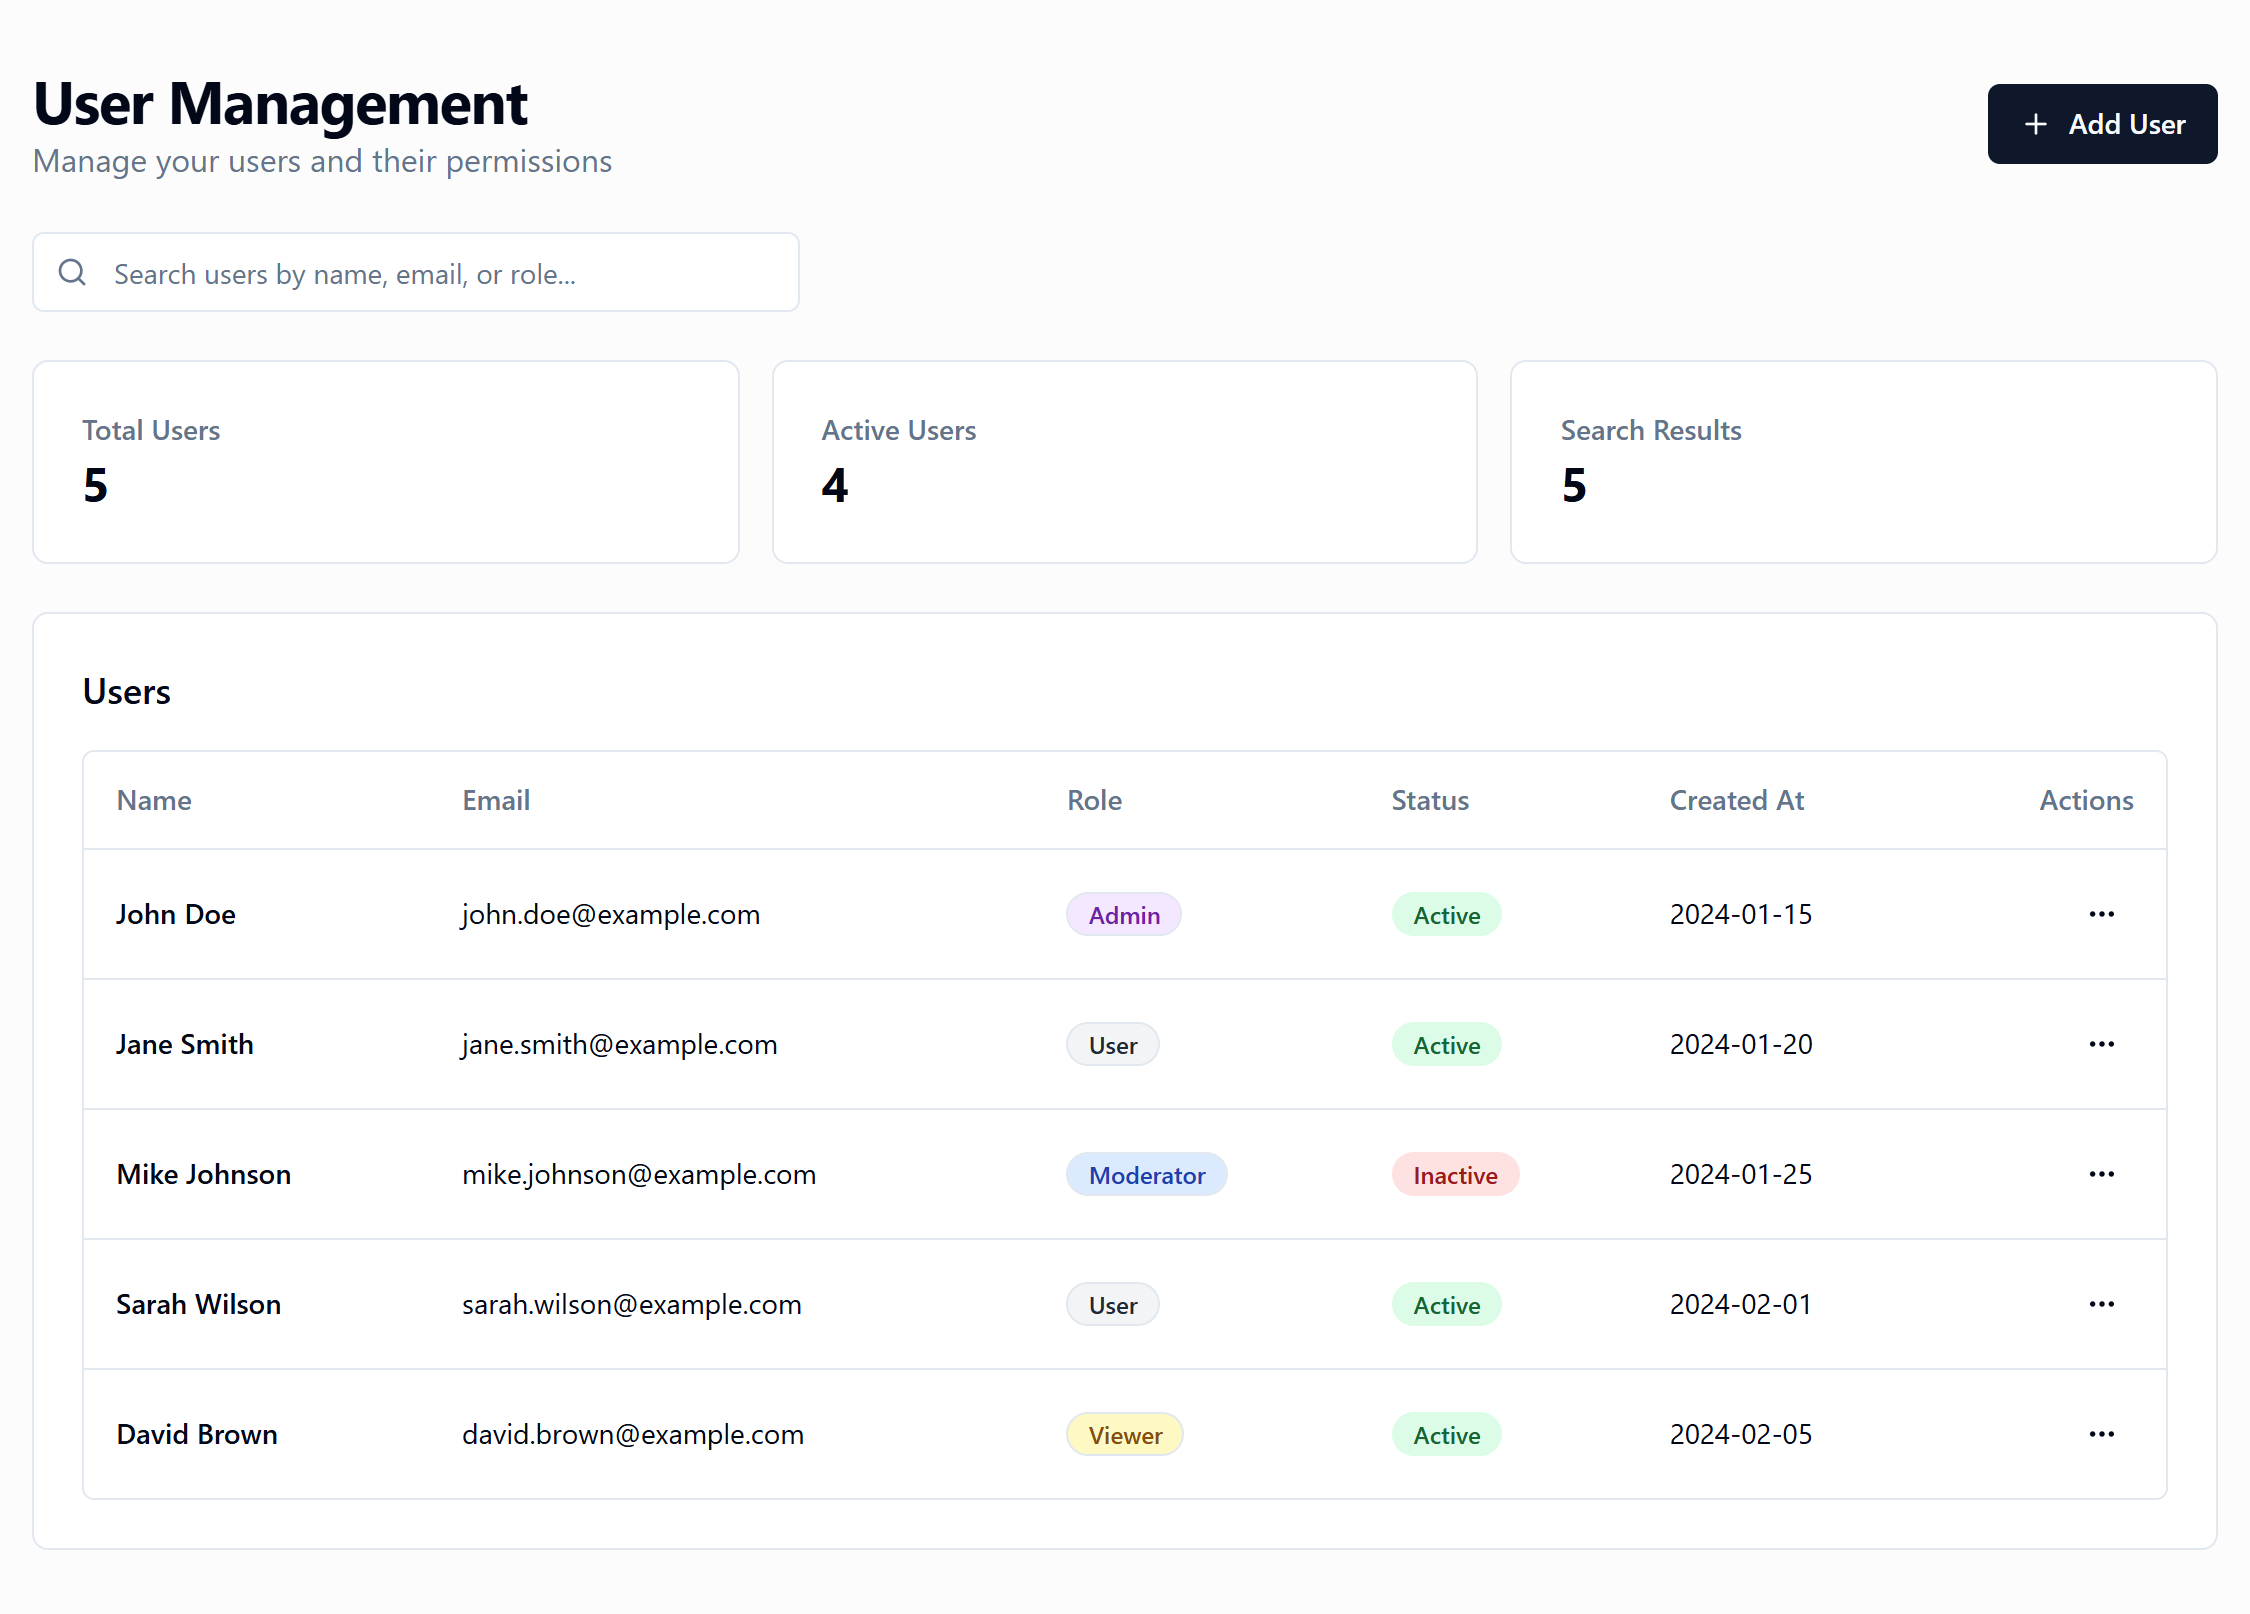 User Management
Manage your users and their permissions
Add User
Search users by name, email, or role...
Total Users
5
Active Users
4
Search Results
5
Users
Name Email Role Status Created At Actions
John Doe john.doe@example.com Admin Active 2024-01-15
Jane Smith jane.smith@example.com User Active 2024-01-20
Mike Johnson mike.johnson@example.com Moderator Inactive 2024-01-25
Sarah Wilson sarah.wilson@example.com User Active 2024-02-01
David Brown david.brown@example.com Viewer Active 2024-02-05